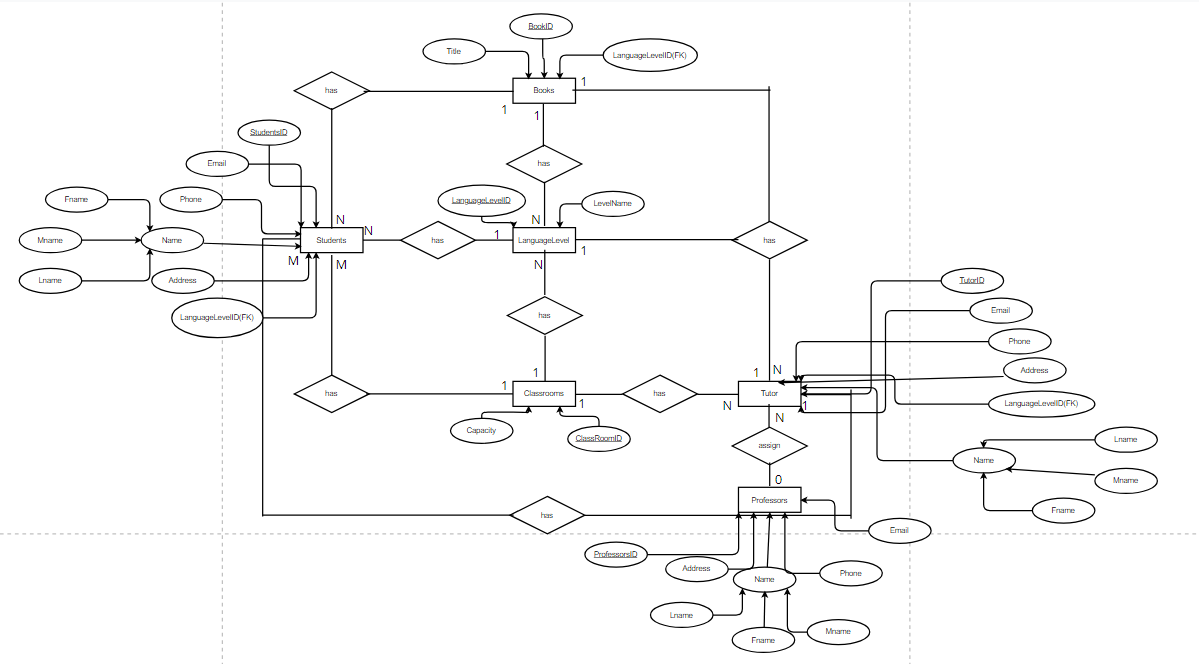 BookID
Title
LanguageLevelID(FK)
has
Books
1
1
1
StudentsID
Email
has
Fname
Phone
LanguageLevelID
LevelName
N
N
N
1
Mname
Name
Students
has
LanguageLevel
has
1
M
M
N
Lname
Address
TutorID
LanguageLevelID(FK)
has
Email
Phone
1
1
N
Address
1
has
Classrooms
has
Tutor
1
N
1
LanguageLevelID(FK)
N
Capacity
ClassRoomID
assign
Lname
Name
Mname
0
Professors
Fname
has
Email
ProfessorsID
Address
Name
Phone
Lname
Fname
Mname